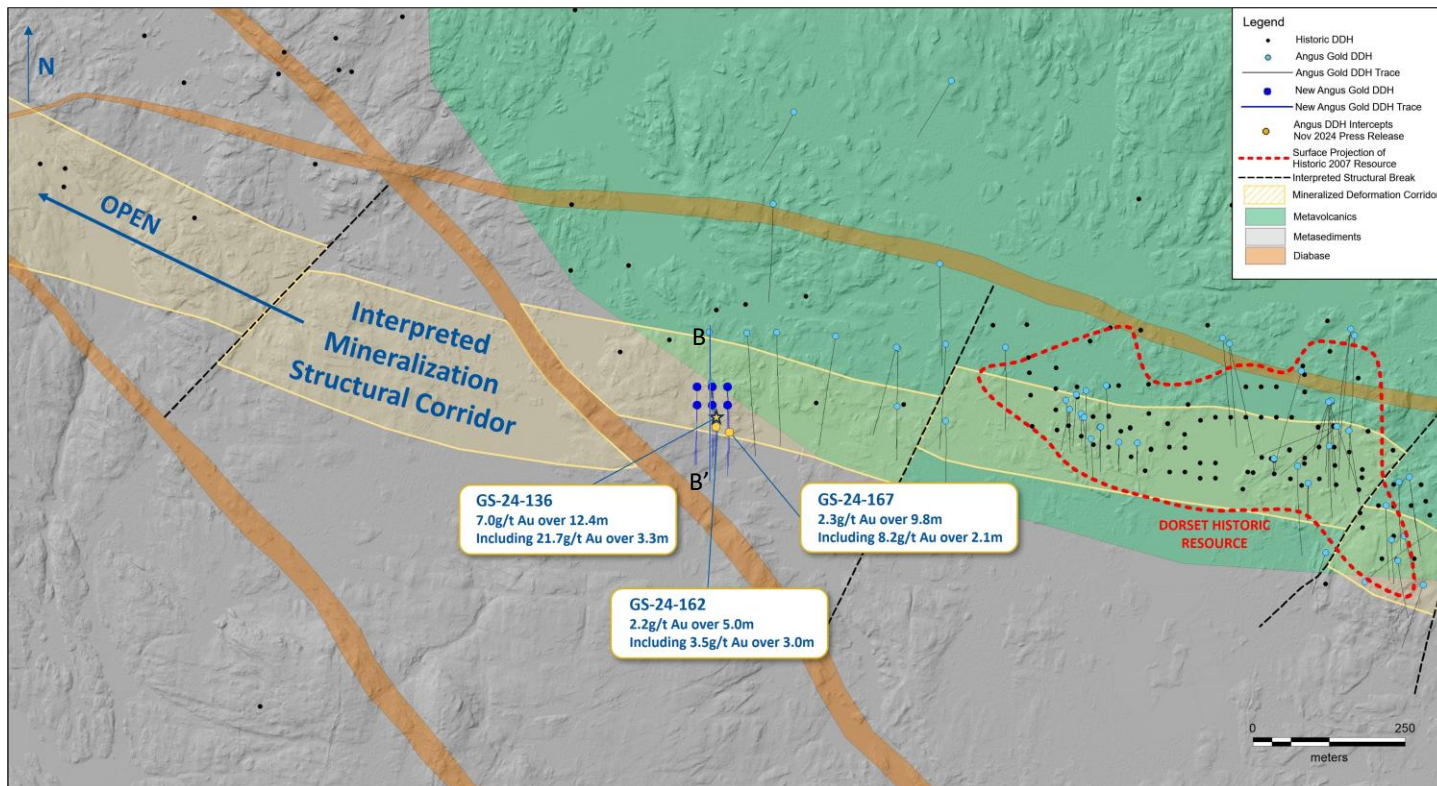 N
OPEN
Interpreted
Mineralization
Structural Corridor
B
B'
GS-24-136
7.0g/t Au over 12.4m
Including 21.7g/t Au over 3.3m
GS-24-167
2.3g/t Au over 9.8m
Including 8.2g/t Au over 2.1m
GS-24-162
2.2g/t Au over 5.0m
Including 3.5g/t Au over 3.0m
DORSET HISTORIC
RESOURCE
Legend
Historic DDH
Angus Gold DDH
Angus Gold DDH Trace
New Angus Gold DDH
New Angus Gold DDH Trace
Angus DDH Intercepts
Nov 2024 Press Release
Surface Projection of
Historic 2007 Resource
Interpreted Structural Break
Mineralized Deformation Corridor
Metavolcanics
Metasediments
Diabase
0 250
meters